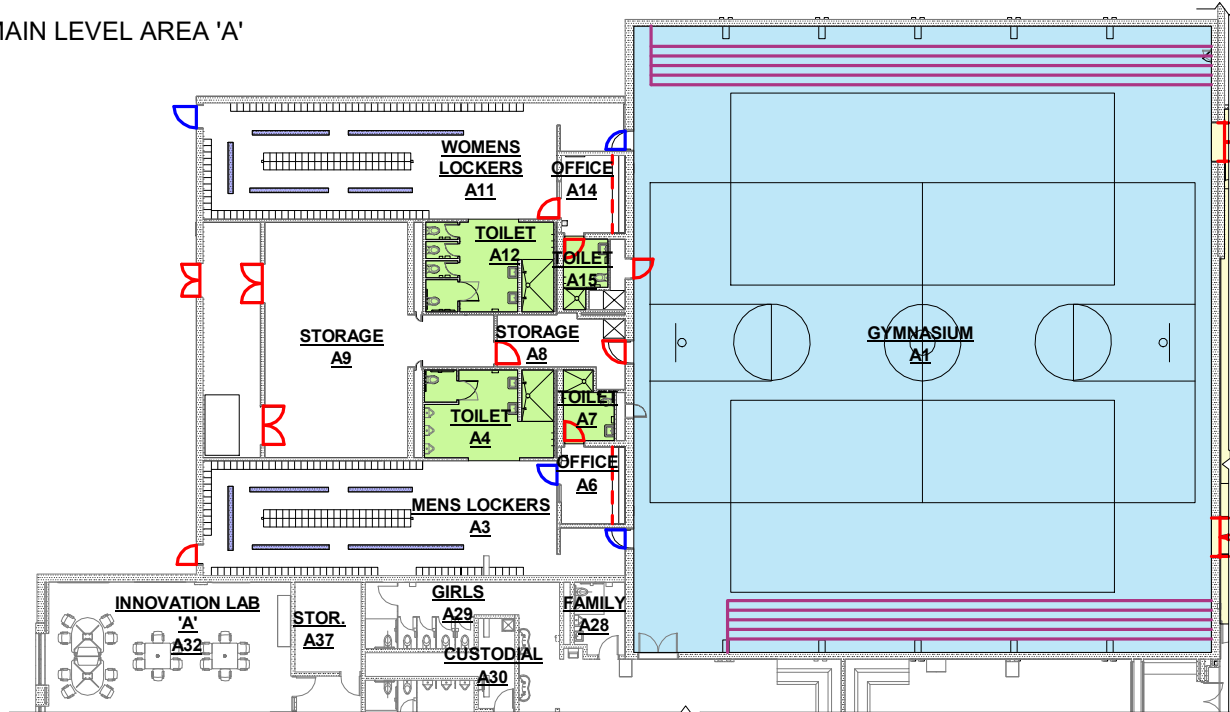 MAIN LEVEL AREA 'A'
WOMENS
LOCKERS
A11
OFFICE
A14
TOILET
A12
TOILET
A15
STORAGE
A9
STORAGE
A8
GYMNASIUM
A1
TOILET
A4
TOILET
A7
OFFICE
A6
MENS LOCKERS
A3
INNOVATION LAB
'A'
A32
STOR.
A37
GIRLS
A29
FAMILY
A28
CUSTODIAL
A30